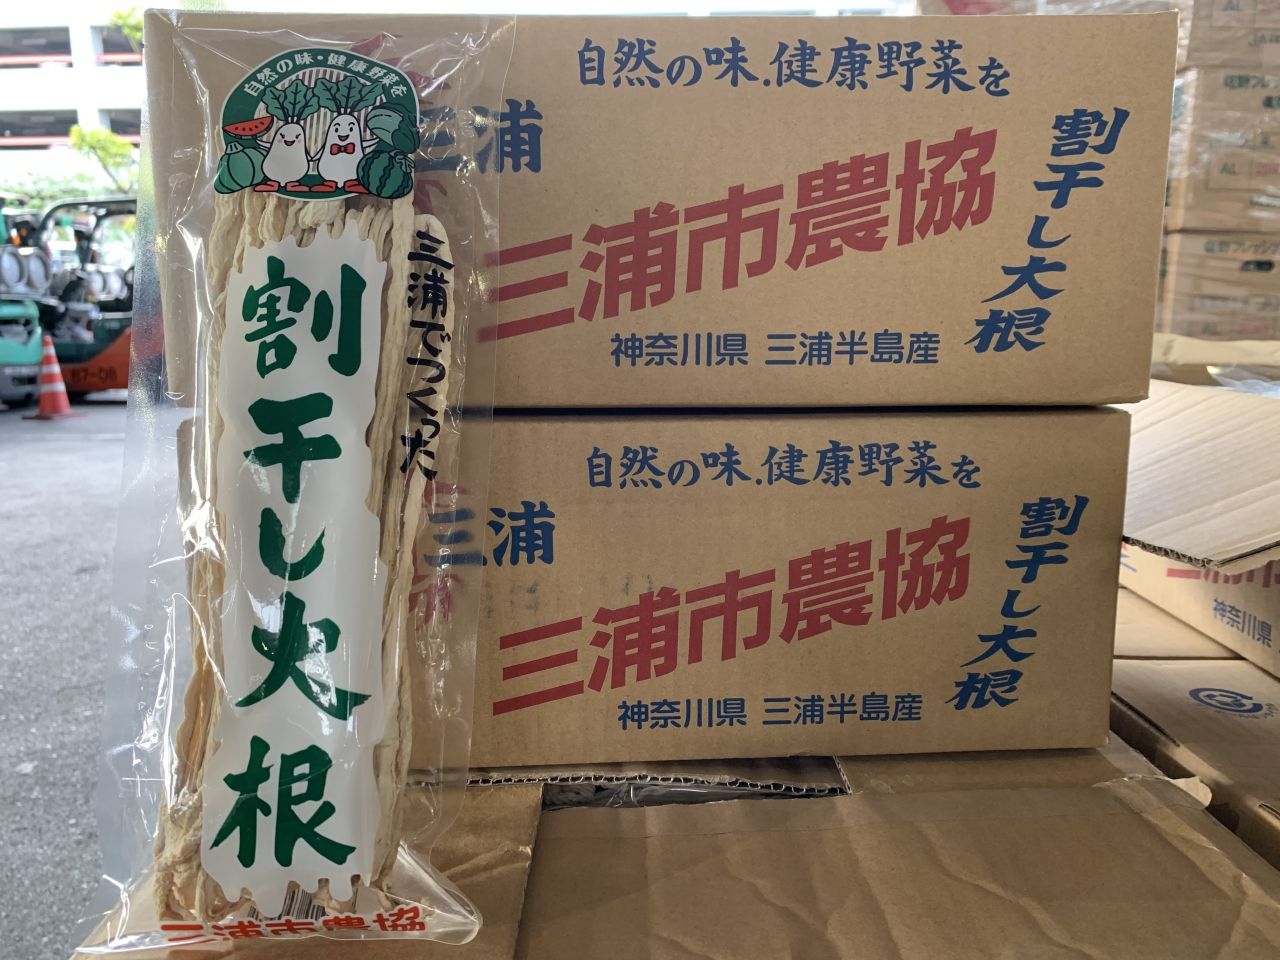 自然の味・健康野菜を
三浦でつくった
割干し大根
三浦市農協
自然の味.健康野菜を
三浦
三浦市農協
割干し大根
神奈川県 三浦半島産
自然の味.健康野菜を
三浦
三浦市農協
割干し大根
神奈川県 三浦半島産
87-08
神奈川県